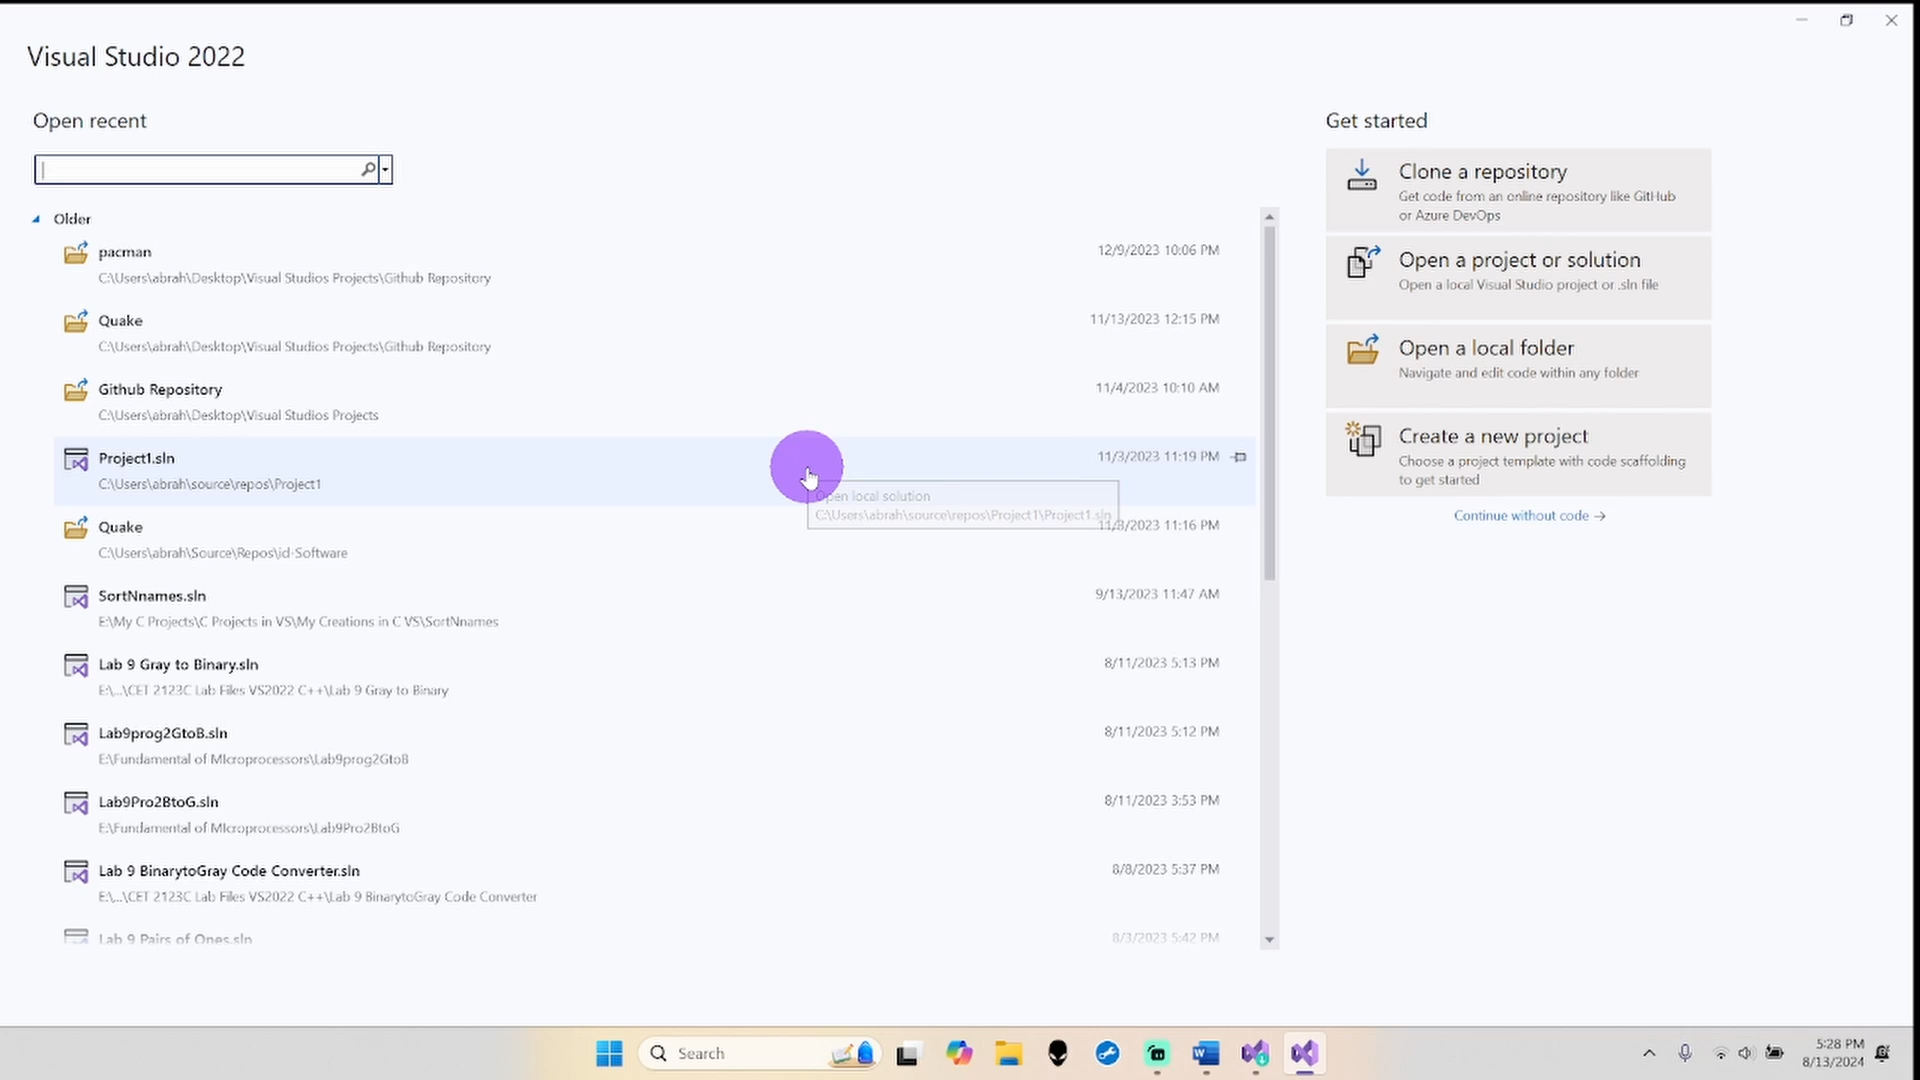 Visual Studio 2022
Open recent
Older
pacman
12/9/2023 10:06 PM
C:\Users\abrah\Desktop\Visual Studios Projects\Github Repository
Quake
11/13/2023 12:15 PM
C:\Users\abrah\Desktop\Visual Studios Projects\Github Repository
Github Repository
11/4/2023 10:10 AM
C:\Users\abrah\Desktop\Visual Studios Projects
Project1.sln
11/3/2023 11:19 PM
C:\Users\abrah\source\repos\Project1
Open local solution
C:\Users\abrah\source\repos\Project1\Project1.sln
Quake
11/3/2023 11:16 PM
C:\Users\abrah\Source\Repos\id-Software
SortNnames.sln
9/13/2023 11:47 AM
E:\My C Projects\C Projects in VS\My Creations in C VS\SortNnames
Lab 9 Gray to Binary.sln
8/11/2023 5:13 PM
E:\...\CET 2123C Lab Files VS2022 C++\Lab 9 Gray to Binary
Lab9prog2GtoB.sln
8/11/2023 5:12 PM
E:\Fundamental of MIcroprocessors\Lab9prog2GtoB
Lab9Pro2BtoG.sln
8/11/2023 3:53 PM
E:\Fundamental of MIcroprocessors\Lab9Pro2BtoG
Lab 9 BinarytoGray Code Converter.sln
8/8/2023 5:37 PM
E:\...\CET 2123C Lab Files VS2022 C++\Lab 9 BinarytoGray Code Converter
Lab 9 Pairs of Ones.sln
8/3/2023 5:42 PM
Get started
Clone a repository
Get code from an online repository like GitHub
or Azure DevOps
Open a project or solution
Open a local Visual Studio project or .sln file
Open a local folder
Navigate and edit code within any folder
Create a new project
Choose a project template with code scaffolding
to get started
Continue without code →
Search
5:28 PM
8/13/2024